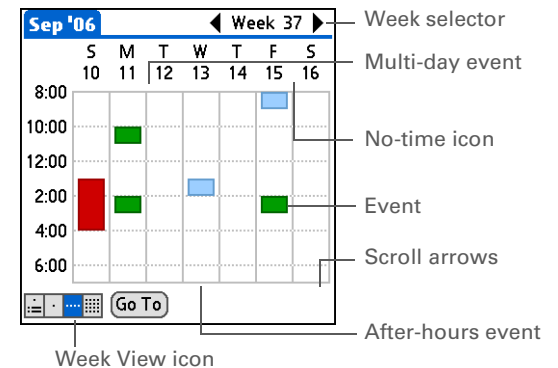 Sep '06
Week 37
Week selector
S M T W T F S
10 11 12 13 14 15 16
Multi-day event
8:00
10:00
No-time icon
12:00
2:00
Event
4:00
Scroll arrows
6:00
Go To
After-hours event
Week View icon